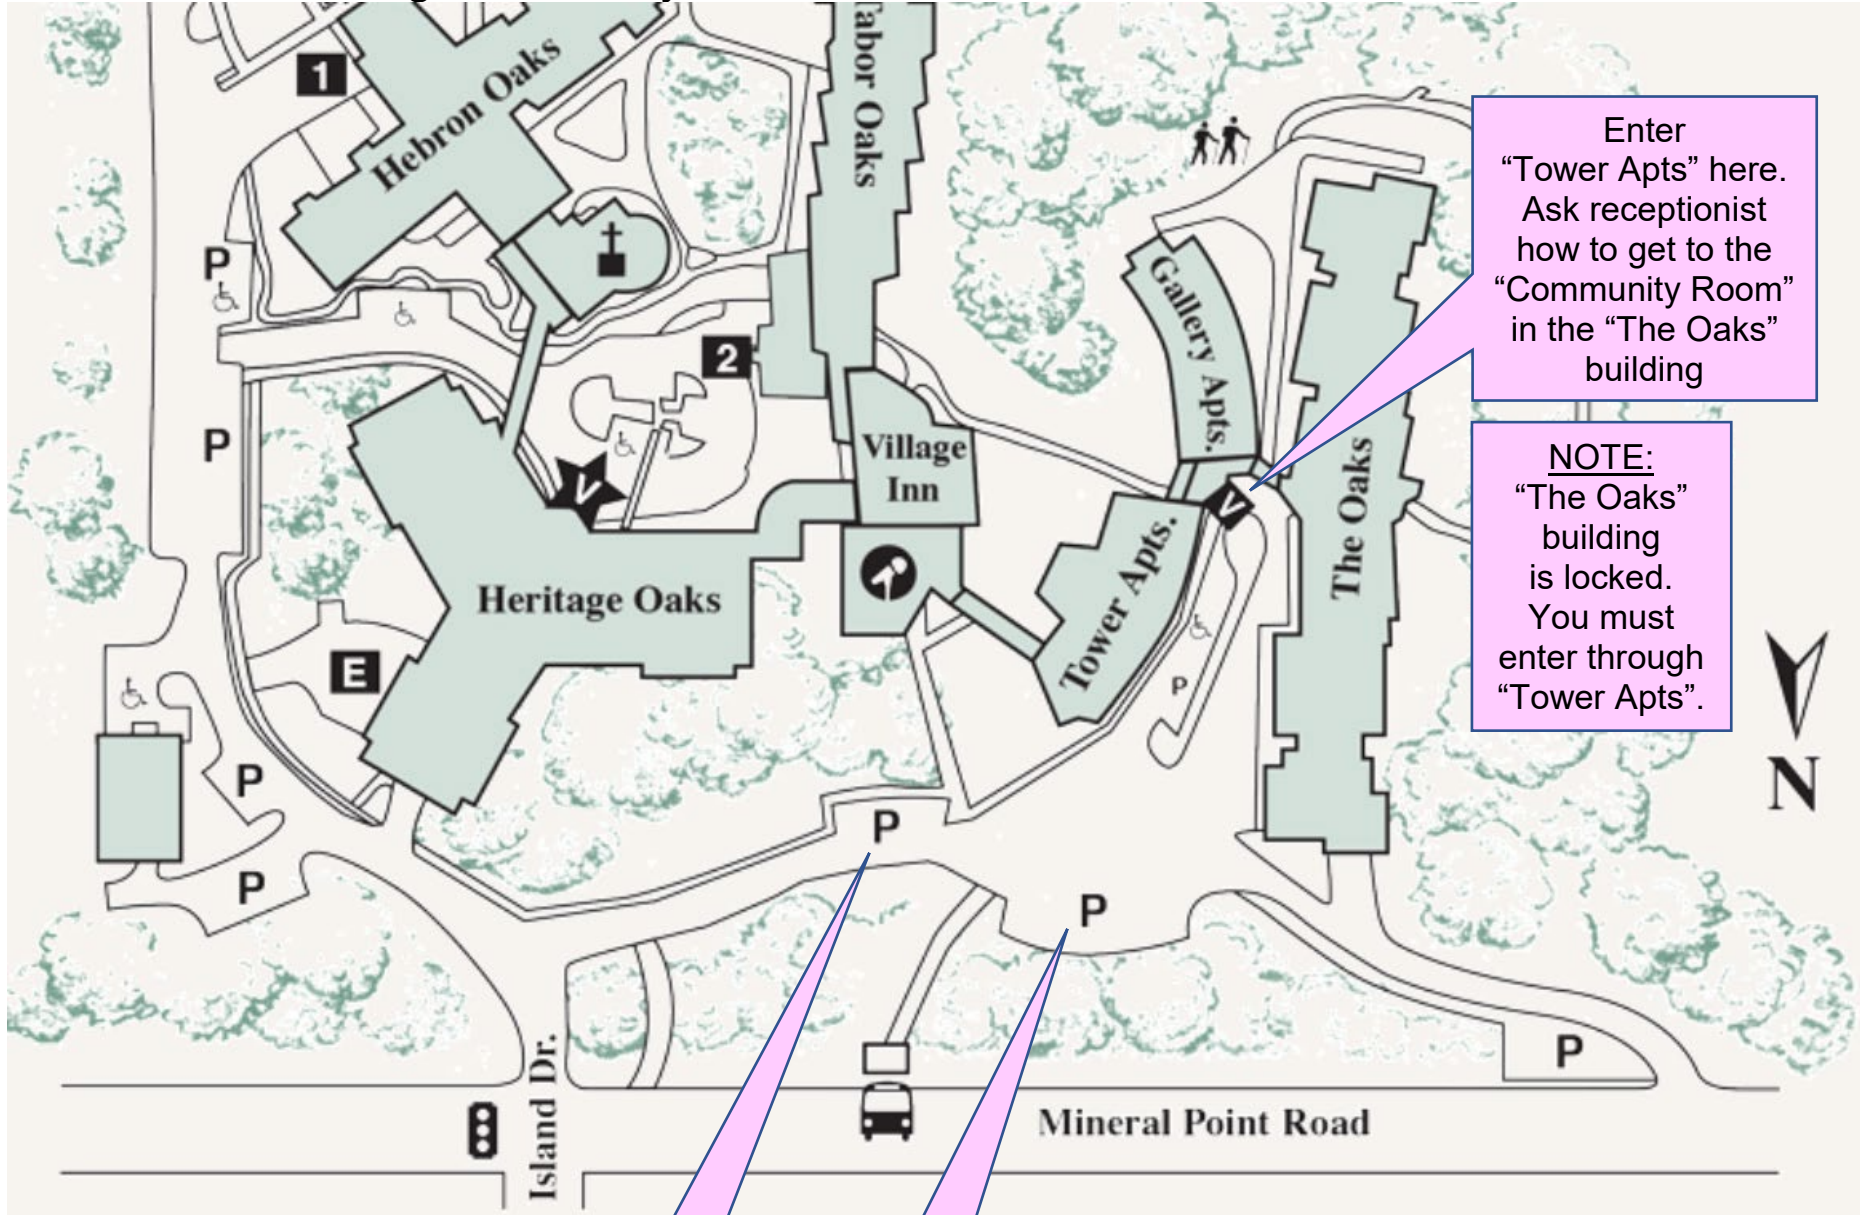 1
Hebron Oaks
Tabor Oaks
Enter
“Tower Apts” here.
Ask receptionist
how to get to the
“Community Room”
in the “The Oaks”
building
P
Gallery Apts.
2
P
Village
Inn
V
V
NOTE:
“The Oaks”
building
is locked.
You must
enter through
“Tower Apts”.
The Oaks
Heritage Oaks
Tower Apts.
E
P
N
P
P
P
P
P
Island Dr.
Mineral Point Road